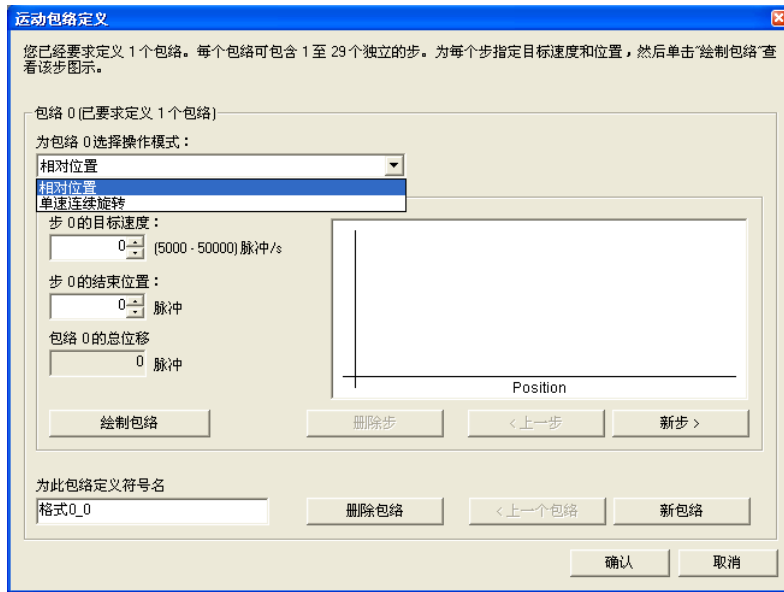 运动包络定义
您已经要求定义 1 个包络。每个包络可包含 1 至 29 个独立的步。为每个步指定目标速度和位置，然后单击"绘制包络"查
看该步图示。
包络 0 (已要求定义 1 个包络)
为包络 0 选择操作模式：
相对位置
相对位置
单速连续旋转
步 0 的目标速度：
0 (5000 - 50000) 脉冲/s
步 0 的结束位置：
0 脉冲
包络 0 的总位移
0 脉冲
Position
绘制包络 删除步 <上一步 新步 >
为此包络定义符号名
格式0_0 删除包络 <上一个包络 新包络
确认 取消